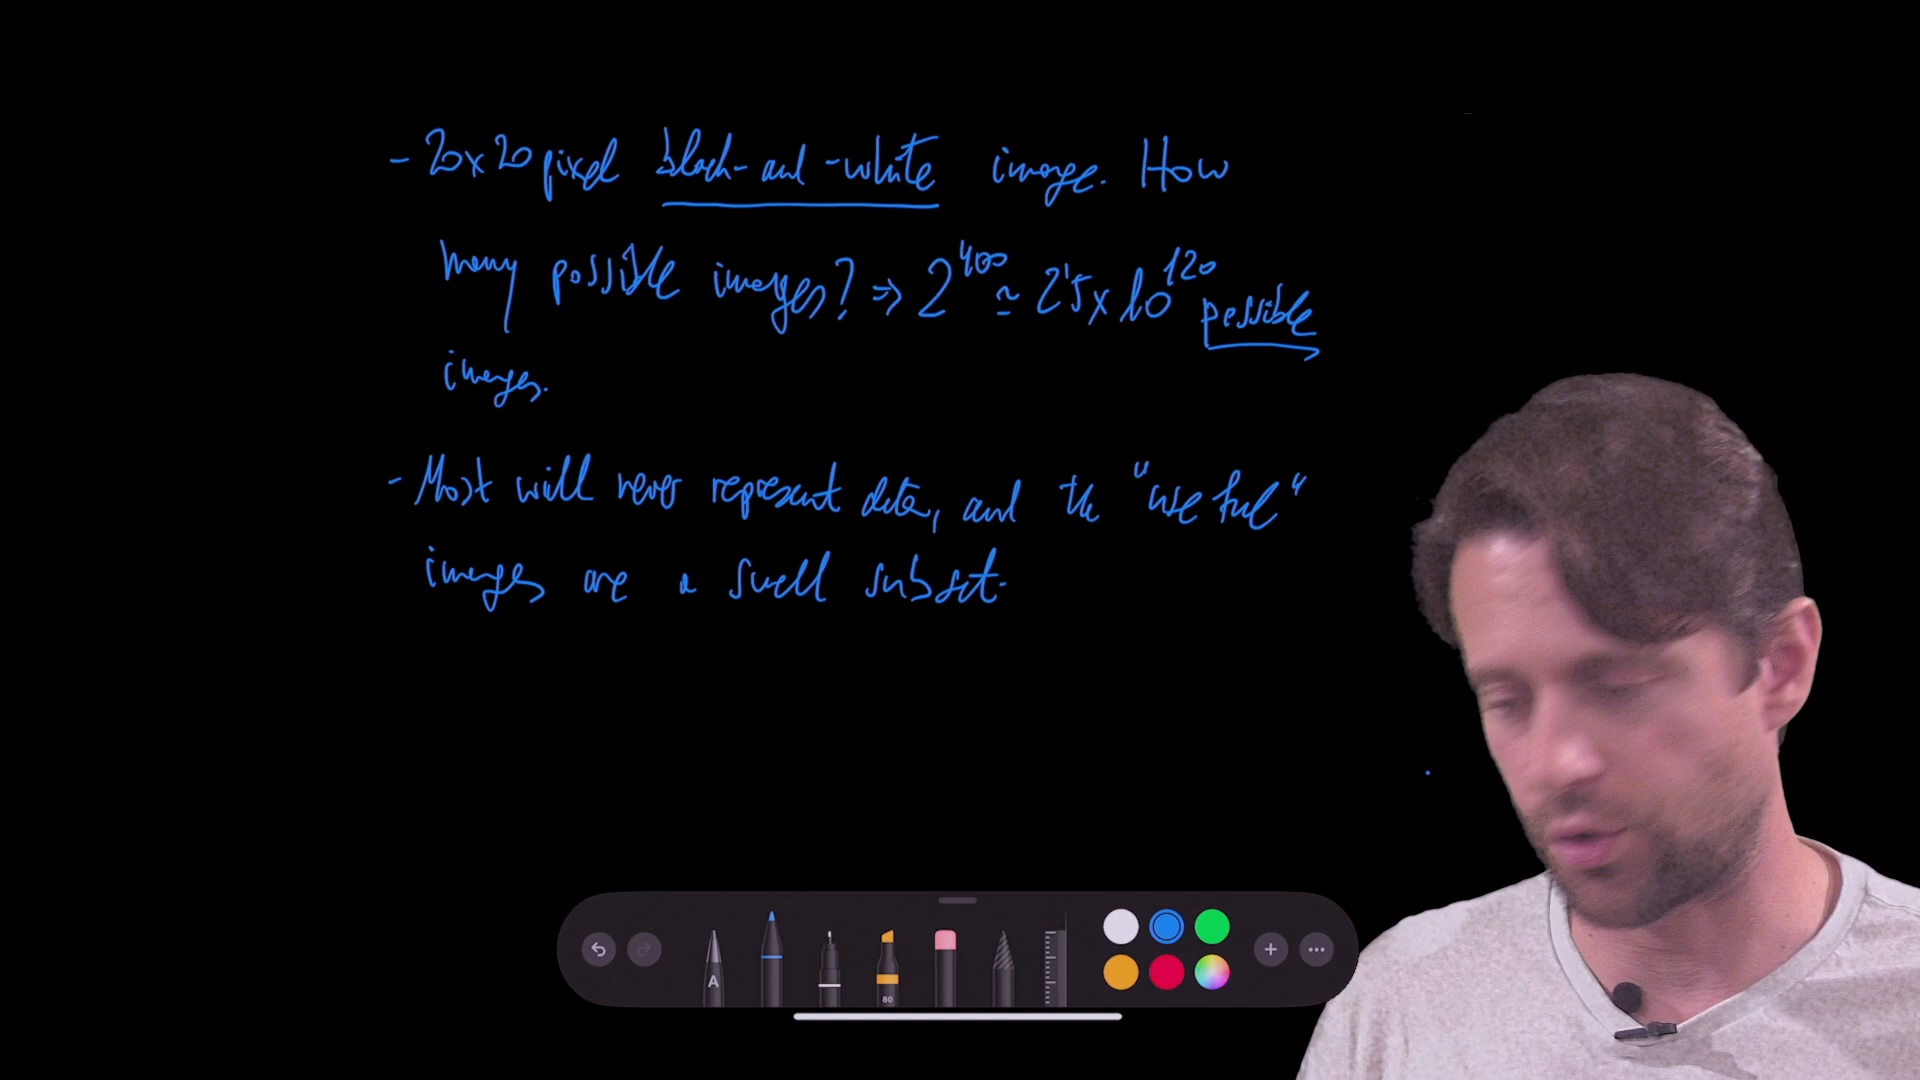 - 20x20 pixel black-and-white image. How
many possible images? => 2^400 ≃ 2'5 x 10^120 possible
images.
- Most will never represent data, and the "useful"
images are a small subset.
A
80